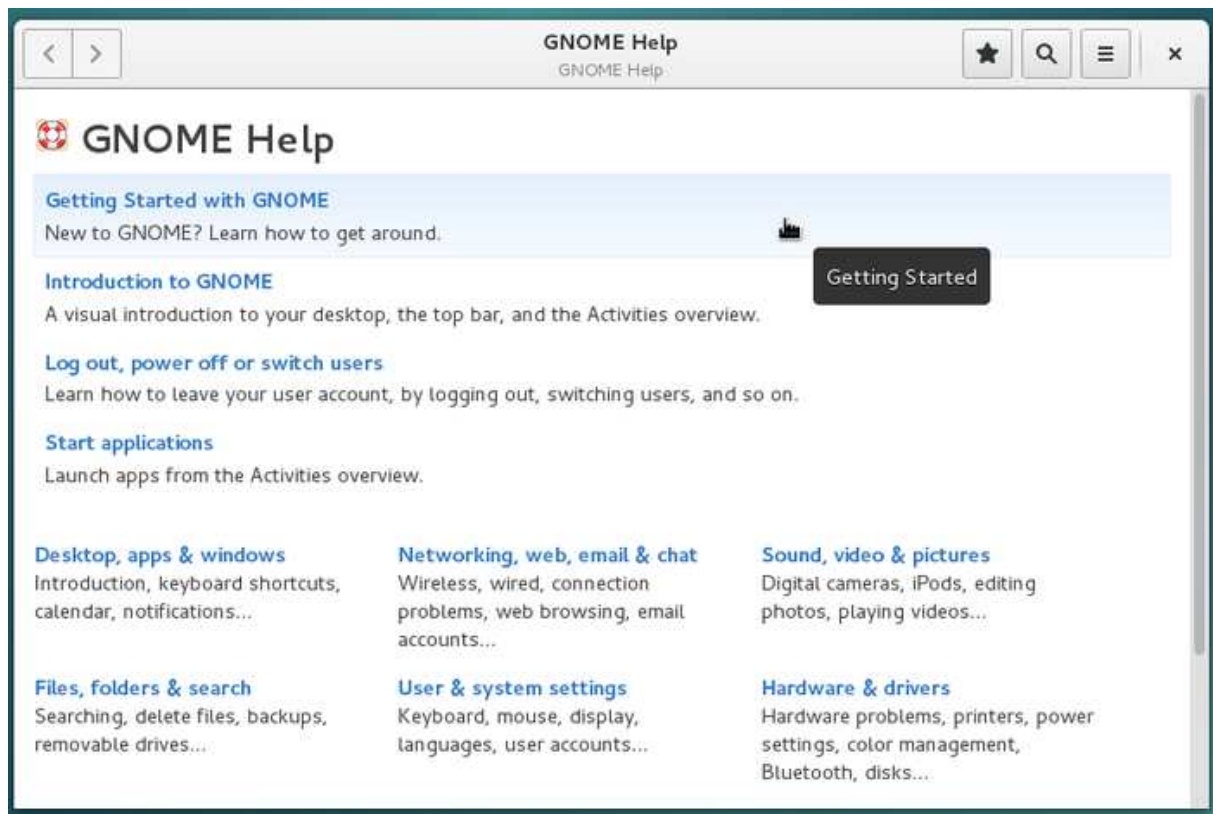 GNOME Help
GNOME Help
GNOME Help
Getting Started with GNOME
New to GNOME? Learn how to get around.
Getting Started
Introduction to GNOME
A visual introduction to your desktop, the top bar, and the Activities overview.
Log out, power off or switch users
Learn how to leave your user account, by logging out, switching users, and so on.
Start applications
Launch apps from the Activities overview.
Desktop, apps & windows
Introduction, keyboard shortcuts,
calendar, notifications...
Networking, web, email & chat
Wireless, wired, connection
problems, web browsing, email
accounts...
Sound, video & pictures
Digital cameras, iPods, editing
photos, playing videos...
Files, folders & search
Searching, delete files, backups,
removable drives...
User & system settings
Keyboard, mouse, display,
languages, user accounts...
Hardware & drivers
Hardware problems, printers, power
settings, color management,
Bluetooth, disks...